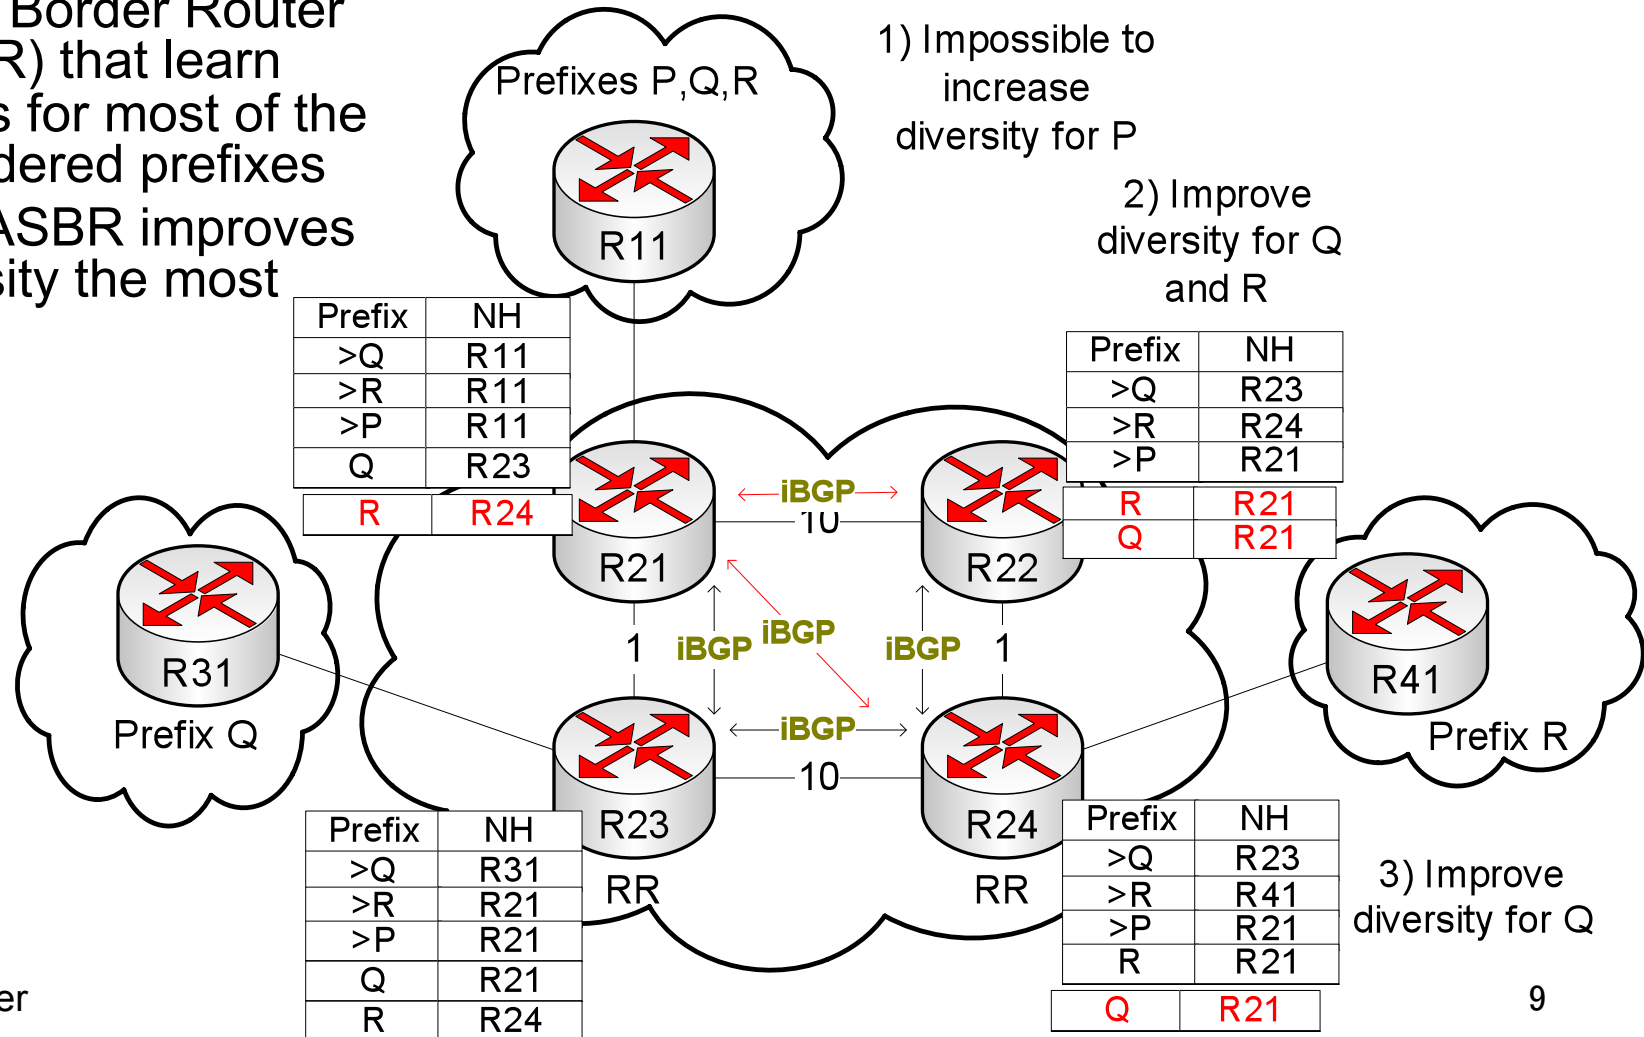 Border Router
R) that learn
s for most of the
dered prefixes
ASBR improves
sity the most
Prefixes P,Q,R
R11
1) Impossible to
increase
diversity for P
2) Improve
diversity for Q
and R
Prefix NH
>Q R11
>R R11
>P R11
Q R23
R R24
Prefix NH
>Q R23
>R R24
>P R21
R R21
Q R21
R21
iBGP
10
R22
R31
Prefix Q
R41
Prefix R
1
iBGP
iBGP
iBGP
1
R23
RR
iBGP
10
R24
RR
Prefix NH
>Q R31
>R R21
>P R21
Q R21
R R24
Prefix NH
>Q R23
>R R41
>P R21
R R21
Q R21
3) Improve
diversity for Q
er
9